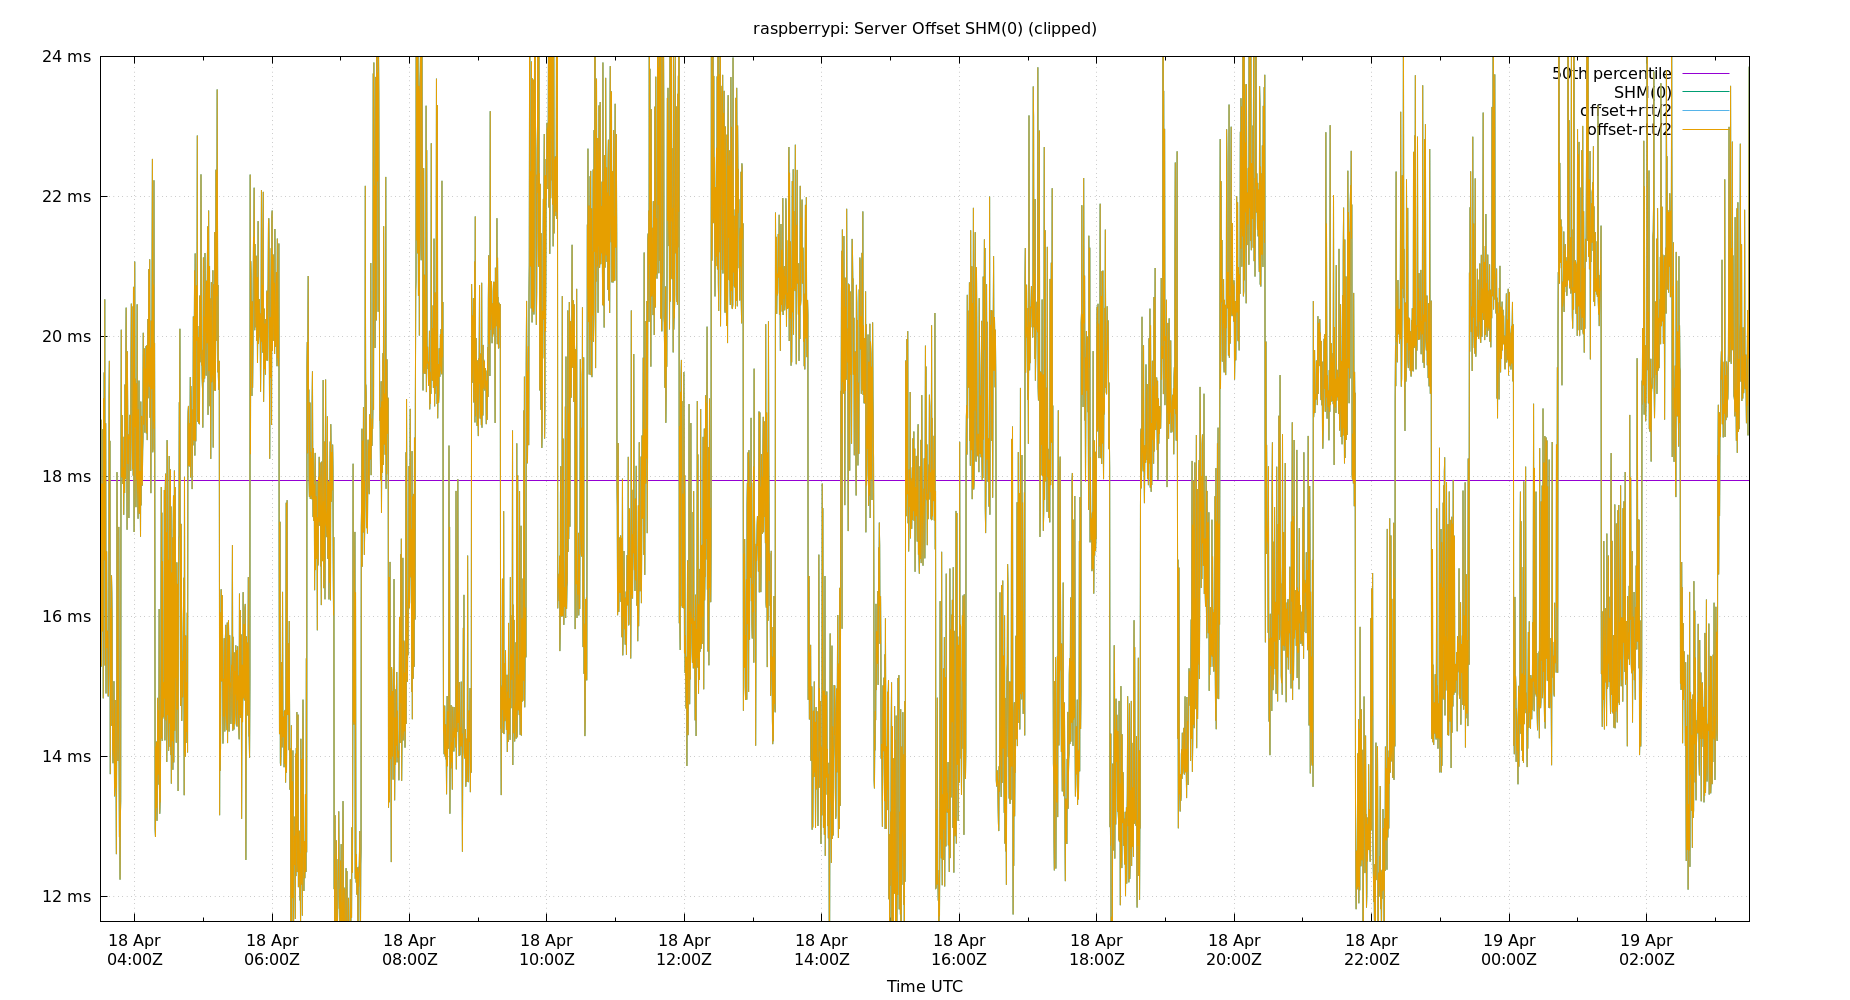 raspberrypi: Server Offset SHM(0) (clipped)
24 ms
22 ms
20 ms
18 ms
16 ms
14 ms
12 ms
50th percentile
SHM(0)
offset+rtt/2
offset-rtt/2
18 Apr
04:00Z
18 Apr
06:00Z
18 Apr
08:00Z
18 Apr
10:00Z
18 Apr
12:00Z
18 Apr
14:00Z
18 Apr
16:00Z
18 Apr
18:00Z
18 Apr
20:00Z
18 Apr
22:00Z
19 Apr
00:00Z
19 Apr
02:00Z
Time UTC